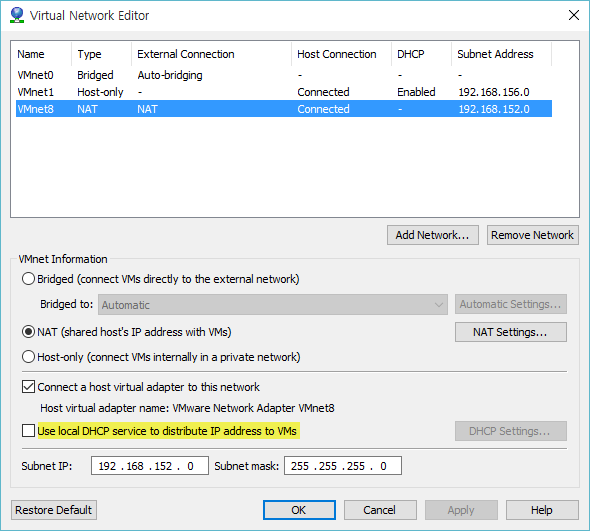 Virtual Network Editor
Name Type External Connection Host Connection DHCP Subnet Address
VMnet0 Bridged Auto-bridging - - -
VMnet1 Host-only - Connected Enabled 192.168.156.0
VMnet8 NAT NAT Connected - 192.168.152.0
Add Network... Remove Network
VMnet Information
Bridged (connect VMs directly to the external network)
Bridged to: Automatic Automatic Settings...
NAT (shared host's IP address with VMs) NAT Settings...
Host-only (connect VMs internally in a private network)
Connect a host virtual adapter to this network
Host virtual adapter name: VMware Network Adapter VMnet8
Use local DHCP service to distribute IP address to VMs DHCP Settings...
Subnet IP: 192 . 168 . 152 . 0 Subnet mask: 255 . 255 . 255 . 0
Restore Default OK Cancel Apply Help